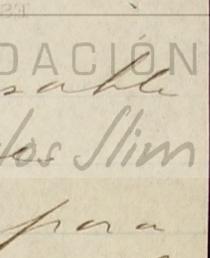 DACIÓN
sable
los Slim
para